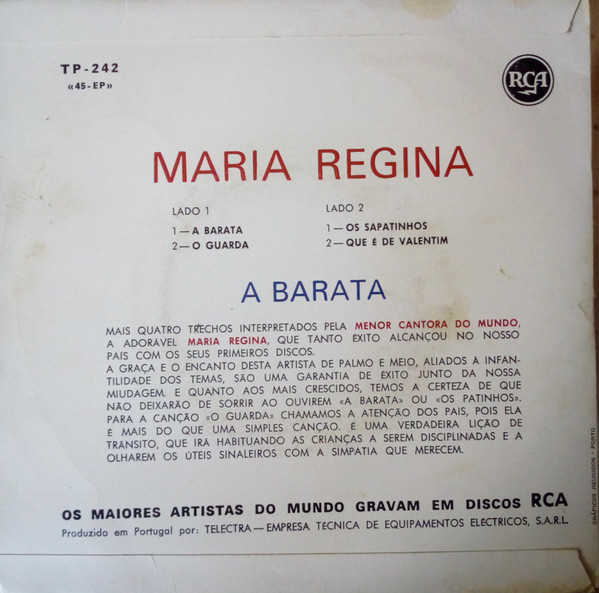 TP-242
«45-EP»
RCA
MARIA REGINA
LADO 1
1—A BARATA
2—O GUARDA
LADO 2
1—OS SAPATINHOS
2—QUE É DE VALENTIM
A BARATA
MAIS QUATRO TRECHOS INTERPRETADOS PELA MENOR CANTORA DO MUNDO,
A ADORÁVEL MARIA REGINA, QUE TANTO EXITO ALCANÇOU NO NOSSO
PAIS COM OS SEUS PRIMEIROS DISCOS.
A GRAÇA E O ENCANTO DESTA ARTISTA DE PALMO E MEIO, ALIADOS À INFAN-
TILIDADE DOS TEMAS, SÃO UMA GARANTIA DE ÊXITO JUNTO DA NOSSA
MIUDAGEM. E QUANTO AOS MAIS CRESCIDOS, TEMOS A CERTEZA DE QUE
NÃO DEIXARÃO DE SORRIR AO OUVIREM «A BARATA» OU «OS PATINHOS».
PARA A CANÇÃO «O GUARDA» CHAMAMOS A ATENÇÃO DOS PAIS, POIS ELA
É MAIS DO QUE UMA SIMPLES CANÇÃO. É UMA VERDADEIRA LIÇÃO DE
TRÂNSITO, QUE IRÁ HABITUANDO AS CRIANÇAS A SEREM DISCIPLINADAS E A
OLHAREM OS ÚTEIS SINALEIROS COM A SIMPATIA QUE MERECEM.
OS MAIORES ARTISTAS DO MUNDO GRAVAM EM DISCOS RCA
Produzido em Portugal por: TELECTRA—EMPRESA TÉCNICA DE EQUIPAMENTOS ELÉCTRICOS, S.A.R.L.
GRÁFICOS REUNIDOS - PORTO